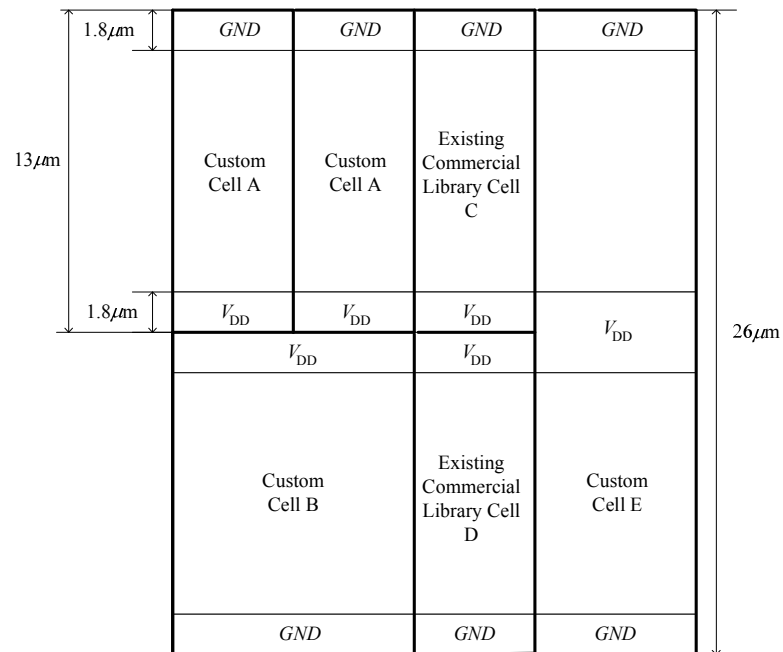 1.8μm
GND GND GND GND
13μm
Custom
Cell A
Custom
Cell A
Existing
Commercial
Library Cell
C
1.8μm
VDD VDD VDD
VDD
26μm
VDD VDD
Custom
Cell B
Existing
Commercial
Library Cell
D
Custom
Cell E
GND GND GND